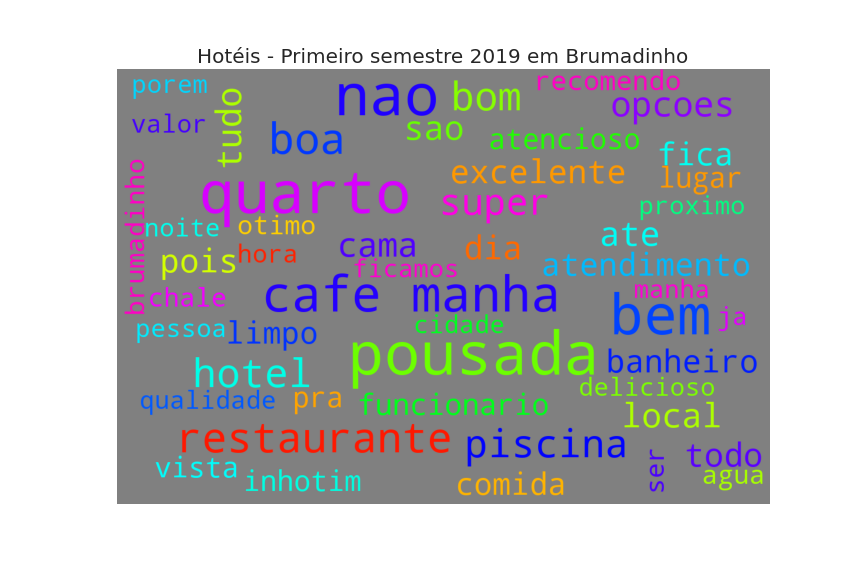 Hotéis - Primeiro semestre 2019 em Brumadinho
porem
recomendo
nao
bom
opcoes
valor
tudo
boa
sao
atencioso
fica
excelente
lugar
brumadinho
quarto
super
proximo
noite
otimo
ate
cama
dia
pois
hora
ficamos
atendimento
chale
cafe manha
manha
bem
ja
pessoa
limpo
cidade
pousada
banheiro
hotel
delicioso
qualidade
pra
funcionario
local
restaurante
piscina
todo
vista
inhotim
comida
ser
agua